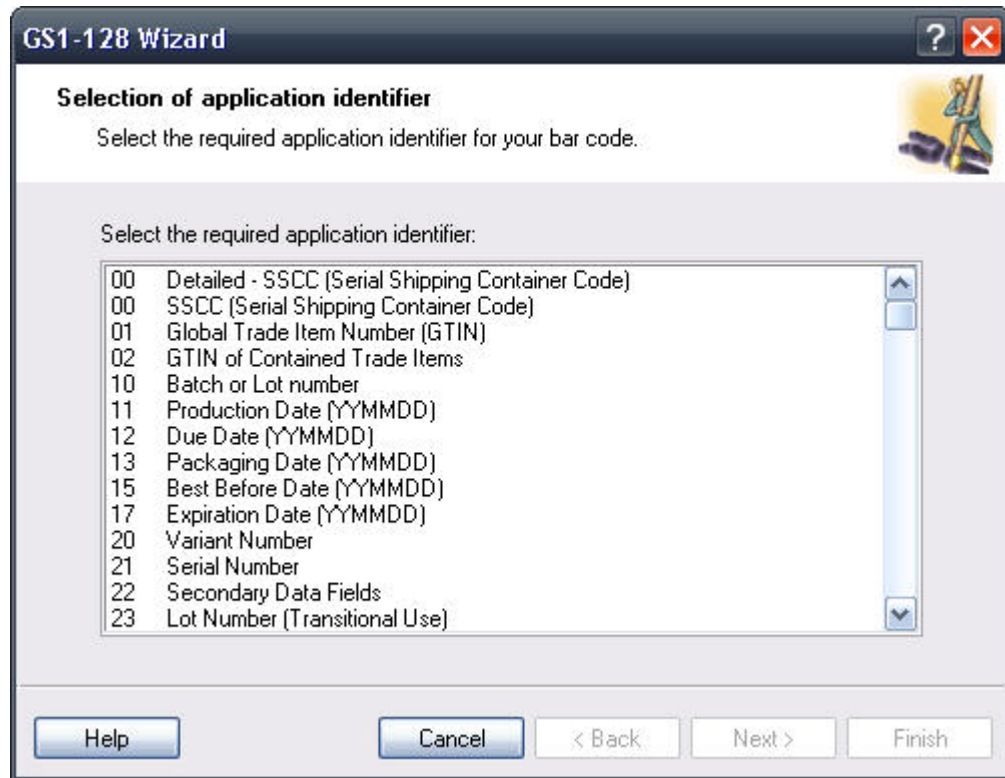 GS1-128 Wizard
Selection of application identifier
Select the required application identifier for your bar code.
Select the required application identifier:
00 Detailed - SSCC (Serial Shipping Container Code)
00 SSCC (Serial Shipping Container Code)
01 Global Trade Item Number (GTIN)
02 GTIN of Contained Trade Items
10 Batch or Lot number
11 Production Date (YYMMDD)
12 Due Date (YYMMDD)
13 Packaging Date (YYMMDD)
15 Best Before Date (YYMMDD)
17 Expiration Date (YYMMDD)
20 Variant Number
21 Serial Number
22 Secondary Data Fields
23 Lot Number (Transitional Use)
Help Cancel < Back Next > Finish